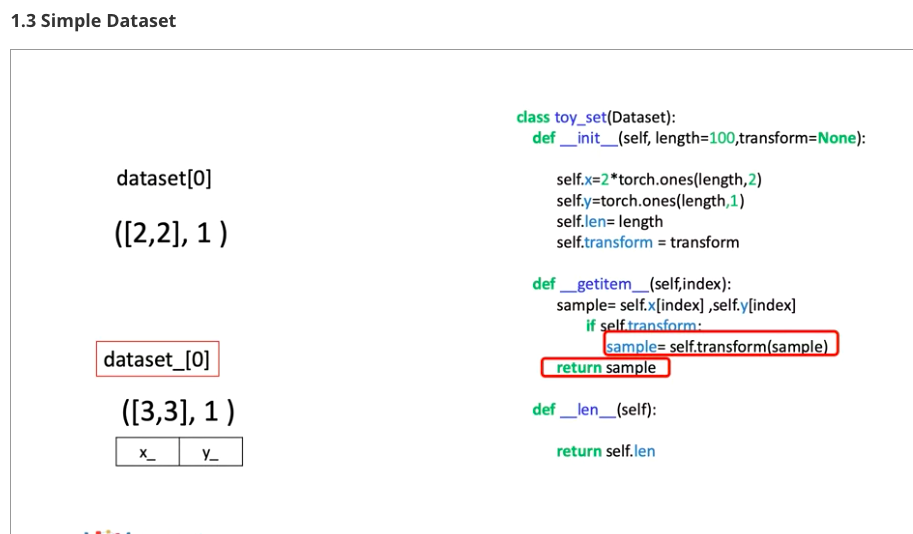 1.3 Simple Dataset
dataset[0]
([2,2], 1 )
dataset_[0]
([3,3], 1 )
x_ y_
class toy_set(Dataset):
def __init__(self, length=100,transform=None):
self.x=2*torch.ones(length,2)
self.y=torch.ones(length,1)
self.len= length
self.transform = transform
def __getitem__(self,index):
sample= self.x[index] ,self.y[index]
if self.transform:
sample= self.transform(sample)
return sample
def __len__(self):
return self.len